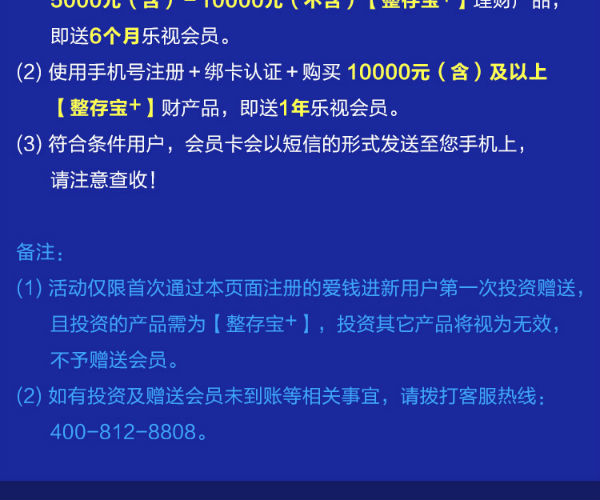 5000元（含）-10000元（不含）【整存宝+】理财产品，
即送6个月乐视会员。
(2) 使用手机号注册＋绑卡认证＋购买 10000元（含）及以上
【整存宝+】财产品，即送1年乐视会员。
(3) 符合条件用户，会员卡会以短信的形式发送至您手机上，
请注意查收！
备注：
(1) 活动仅限首次通过本页面注册的爱钱进新用户第一次投资赠送，
且投资的产品需为【整存宝+】，投资其它产品将视为无效，
不予赠送会员。
(2) 如有投资及赠送会员未到账等相关事宜，请拨打客服热线：
400-812-8808。